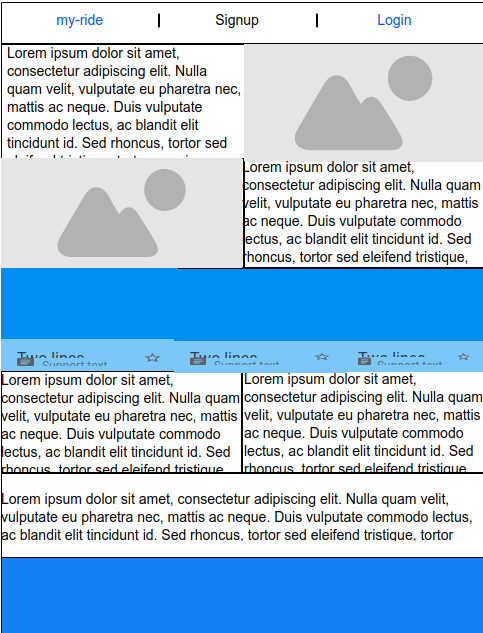 my-ride | Signup | Login
Lorem ipsum dolor sit amet,
consectetur adipiscing elit. Nulla
quam velit, vulputate eu pharetra nec,
mattis ac neque. Duis vulputate
commodo lectus, ac blandit elit
tincidunt id. Sed rhoncus, tortor sed
Lorem ipsum dolor sit amet,
consectetur adipiscing elit. Nulla quam
velit, vulputate eu pharetra nec, mattis
ac neque. Duis vulputate commodo
lectus, ac blandit elit tincidunt id. Sed
rhoncus, tortor sed eleifend tristique,
Two lines
Support text
Two lines
Support text
Two lines
Support text
Lorem ipsum dolor sit amet,
consectetur adipiscing elit. Nulla quam
velit, vulputate eu pharetra nec, mattis
ac neque. Duis vulputate commodo
lectus, ac blandit elit tincidunt id. Sed
rhoncus, tortor sed eleifend tristique
Lorem ipsum dolor sit amet,
consectetur adipiscing elit. Nulla quam
velit, vulputate eu pharetra nec, mattis
ac neque. Duis vulputate commodo
lectus, ac blandit elit tincidunt id. Sed
rhoncus, tortor sed eleifend tristique
Lorem ipsum dolor sit amet, consectetur adipiscing elit. Nulla quam velit,
vulputate eu pharetra nec, mattis ac neque. Duis vulputate commodo lectus,
ac blandit elit tincidunt id. Sed rhoncus, tortor sed eleifend tristique, tortor